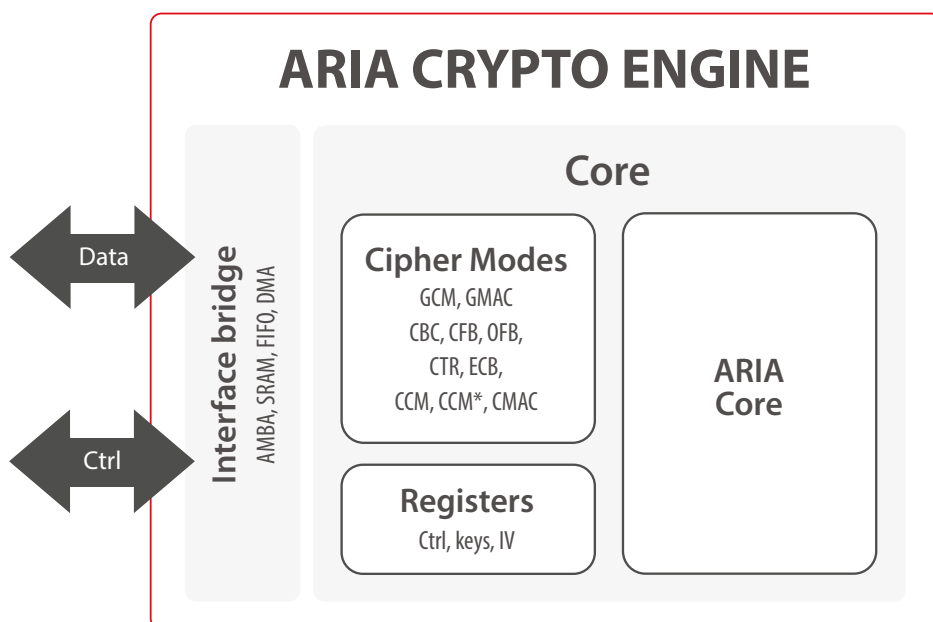 ARIA CRYPTO ENGINE
Data
Ctrl
Interface bridge
AMBA, SRAM, FIFO, DMA
Core
Cipher Modes
GCM, GMAC
CBC, CFB, OFB,
CTR, ECB,
CCM, CCM*, CMAC
Registers
Ctrl, keys, IV
ARIA
Core